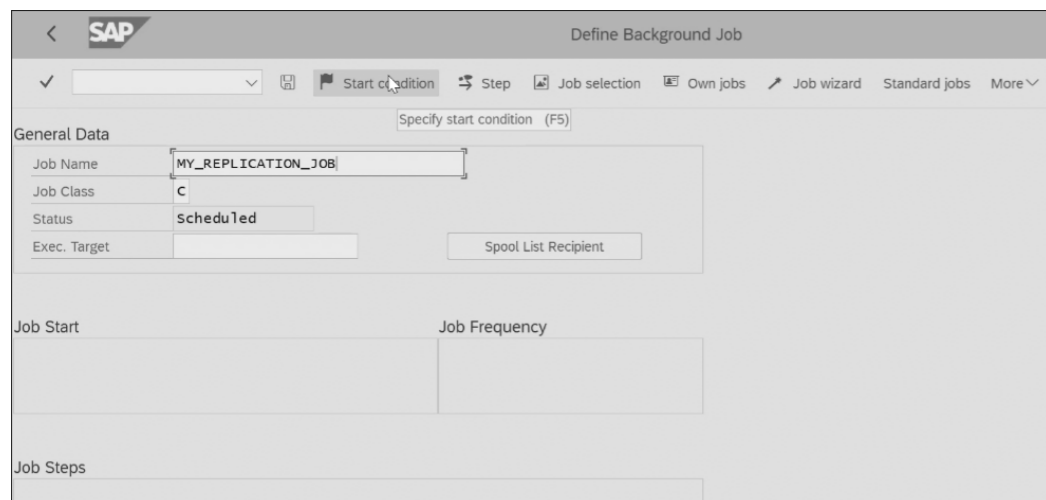 SAP Define Background Job
Start condition Step Job selection Own jobs Job wizard Standard jobs More
Specify start condition (F5)
General Data
Job Name MY_REPLICATION_JOB
Job Class C
Status Scheduled
Exec. Target Spool List Recipient
Job Start Job Frequency
Job Steps